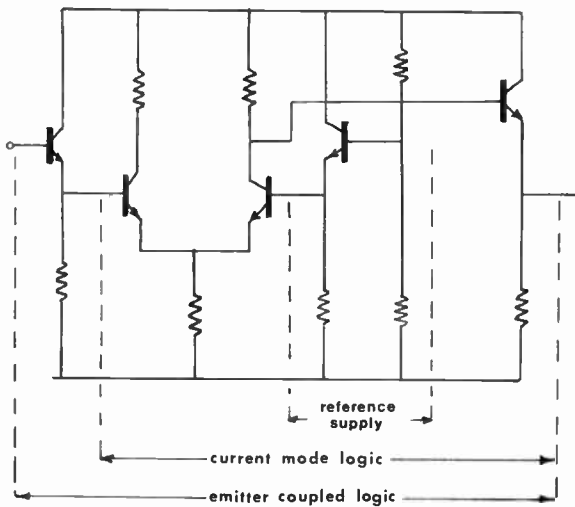 reference
supply
current mode logic
emitter coupled logic